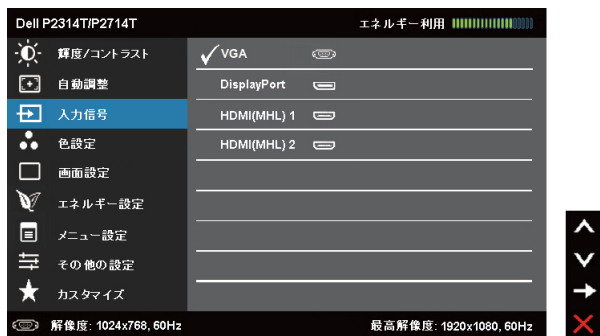 Dell P2314T/P2714T エネルギー利用
輝度/コントラスト
VGA
自動調整
DisplayPort
入力信号
HDMI(MHL) 1
色設定
HDMI(MHL) 2
画面設定
エネルギー設定
メニュー設定
その他の設定
カスタマイズ
解像度: 1024x768, 60Hz 最高解像度: 1920x1080, 60Hz